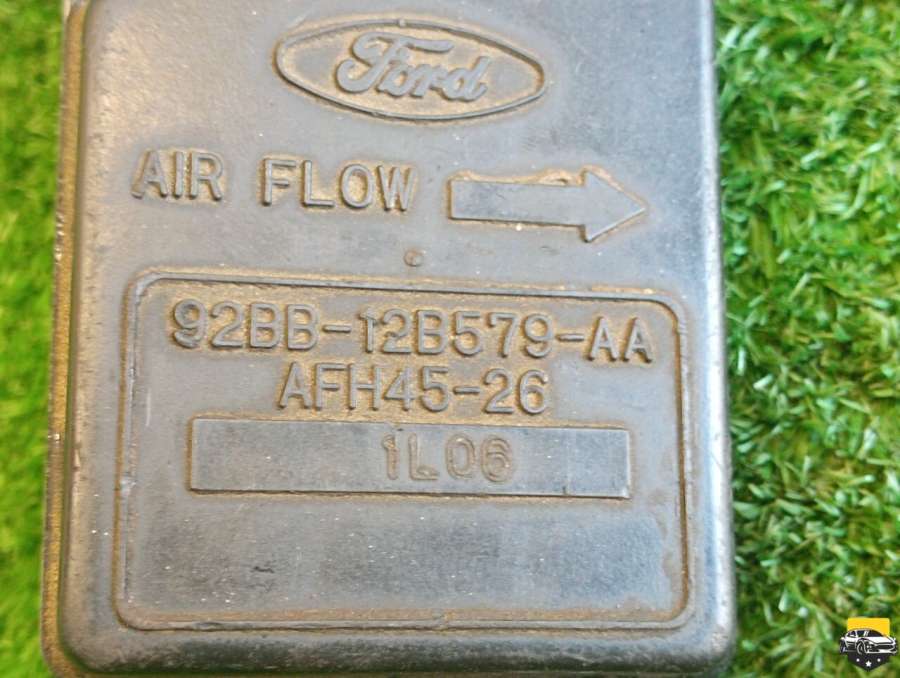 Ford
AIR FLOW
92BB-12B579-AA
AFH45-26
1L06